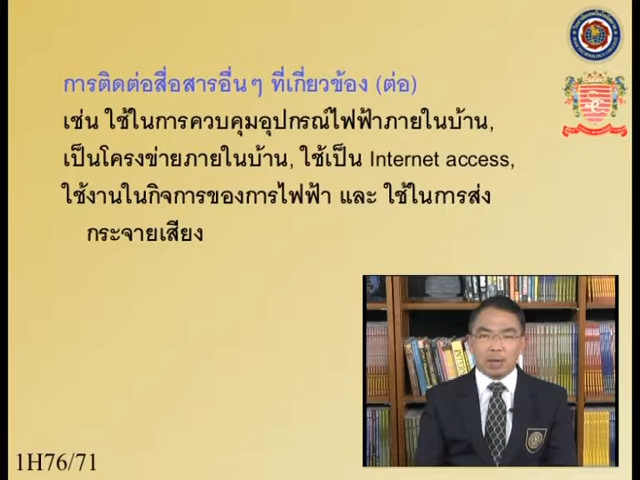 การติดต่อสื่อสารอื่นๆ ที่เกี่ยวข้อง (ต่อ)
เช่น ใช้ในการควบคุมอุปกรณ์ไฟฟ้าภายในบ้าน,
เป็นโครงข่ายภายในบ้าน, ใช้เป็น Internet access,
ใช้งานในกิจการของการไฟฟ้า และ ใช้ในการส่ง
กระจายเสียง
1H76/71